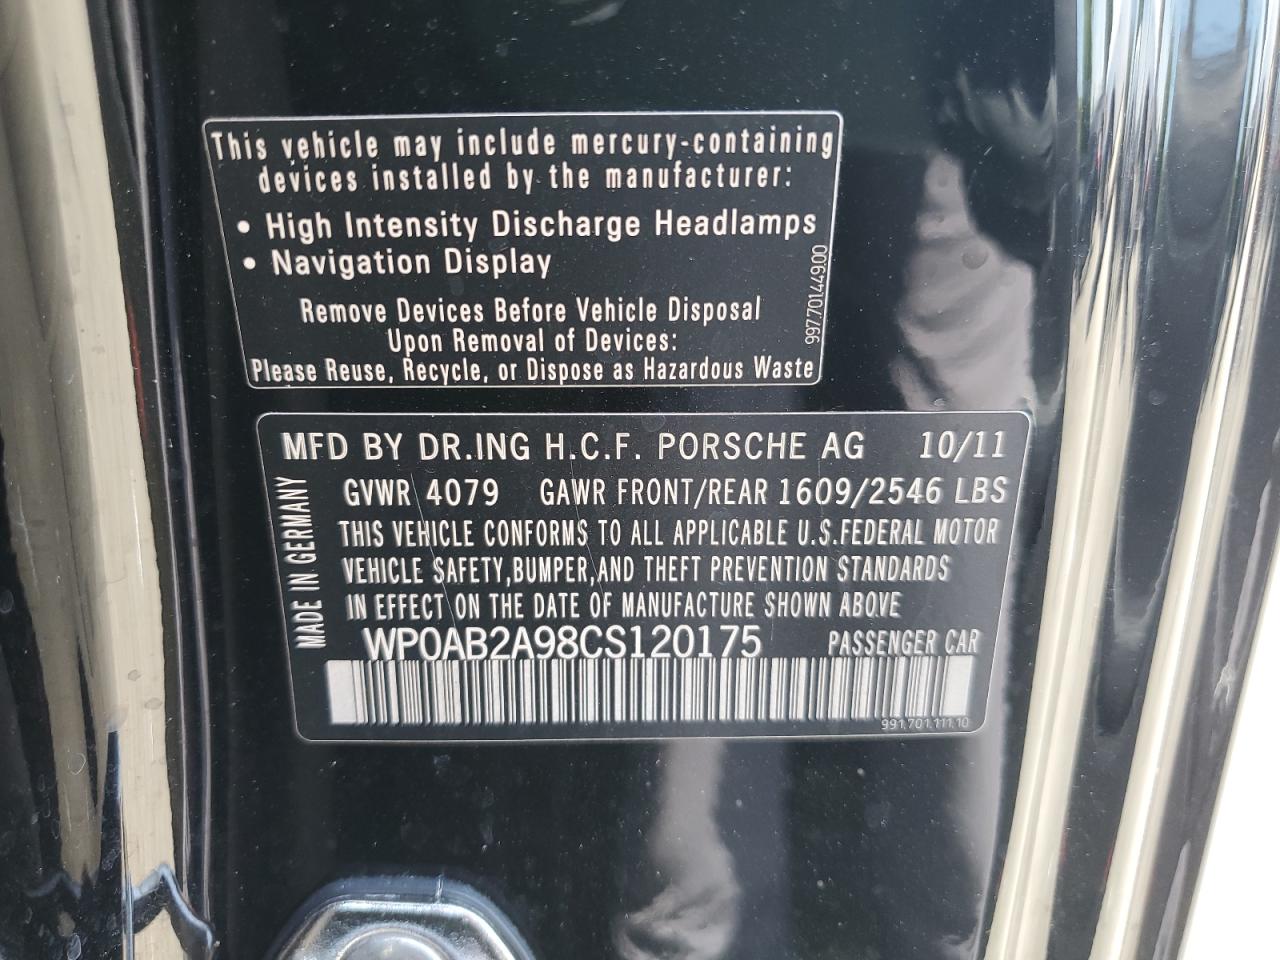 This vehicle may include mercury-containing
devices installed by the manufacturer:
• High Intensity Discharge Headlamps
• Navigation Display
Remove Devices Before Vehicle Disposal
Upon Removal of Devices:
Please Reuse, Recycle, or Dispose as Hazardous Waste
997.701.449.00
MFD BY DR.ING H.C.F. PORSCHE AG 10/11
GVWR 4079 GAWR FRONT/REAR 1609/2546 LBS
THIS VEHICLE CONFORMS TO ALL APPLICABLE U.S.FEDERAL MOTOR
VEHICLE SAFETY,BUMPER,AND THEFT PREVENTION STANDARDS
IN EFFECT ON THE DATE OF MANUFACTURE SHOWN ABOVE
MADE IN GERMANY
WP0AB2A98CS120175 PASSENGER CAR
991.701.111.10